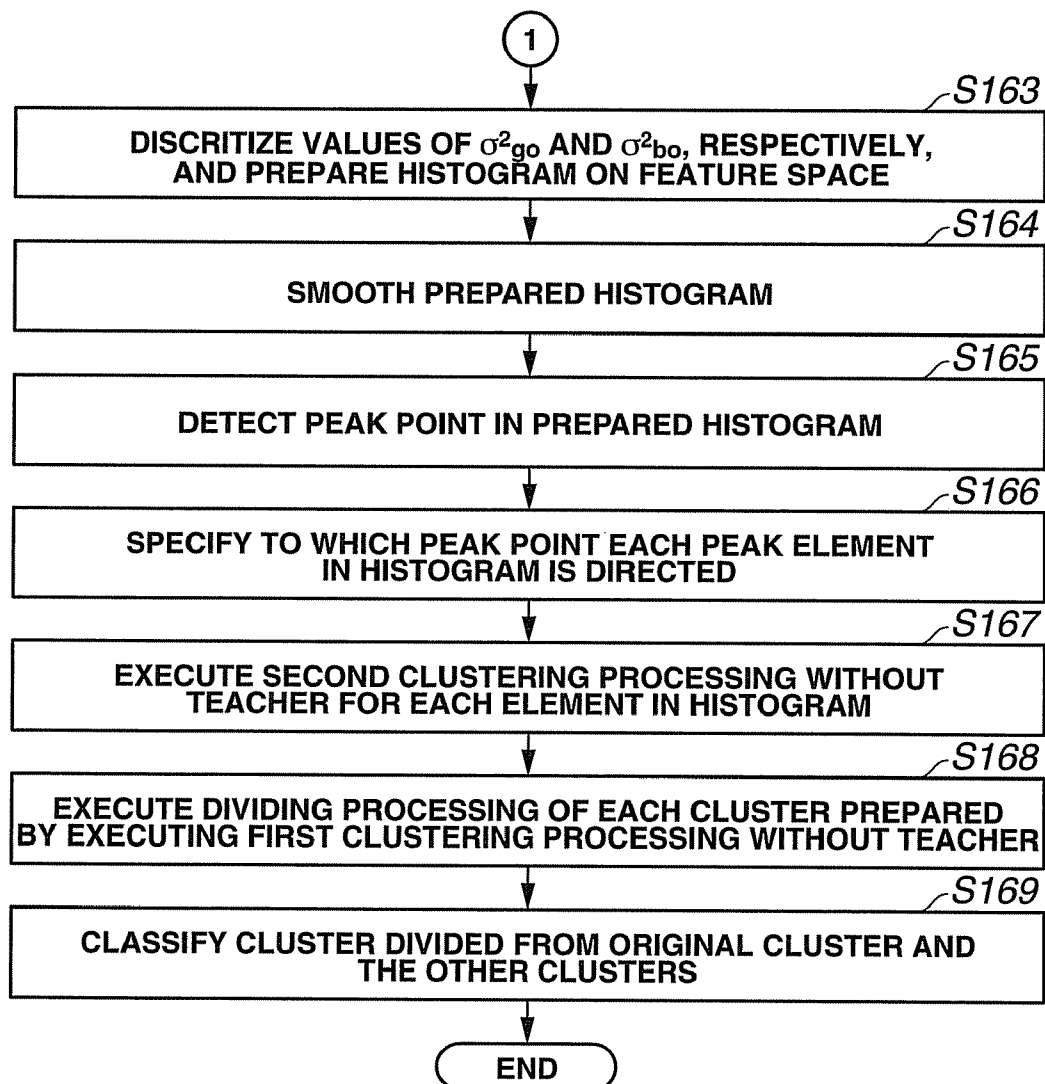 1
S163
DISCRITIZE VALUES OF σ²go AND σ²bo, RESPECTIVELY,
AND PREPARE HISTOGRAM ON FEATURE SPACE
S164
SMOOTH PREPARED HISTOGRAM
S165
DETECT PEAK POINT IN PREPARED HISTOGRAM
S166
SPECIFY TO WHICH PEAK POINT EACH PEAK ELEMENT
IN HISTOGRAM IS DIRECTED
S167
EXECUTE SECOND CLUSTERING PROCESSING WITHOUT
TEACHER FOR EACH ELEMENT IN HISTOGRAM
S168
EXECUTE DIVIDING PROCESSING OF EACH CLUSTER PREPARED
BY EXECUTING FIRST CLUSTERING PROCESSING WITHOUT TEACHER
S169
CLASSIFY CLUSTER DIVIDED FROM ORIGINAL CLUSTER AND
THE OTHER CLUSTERS
END